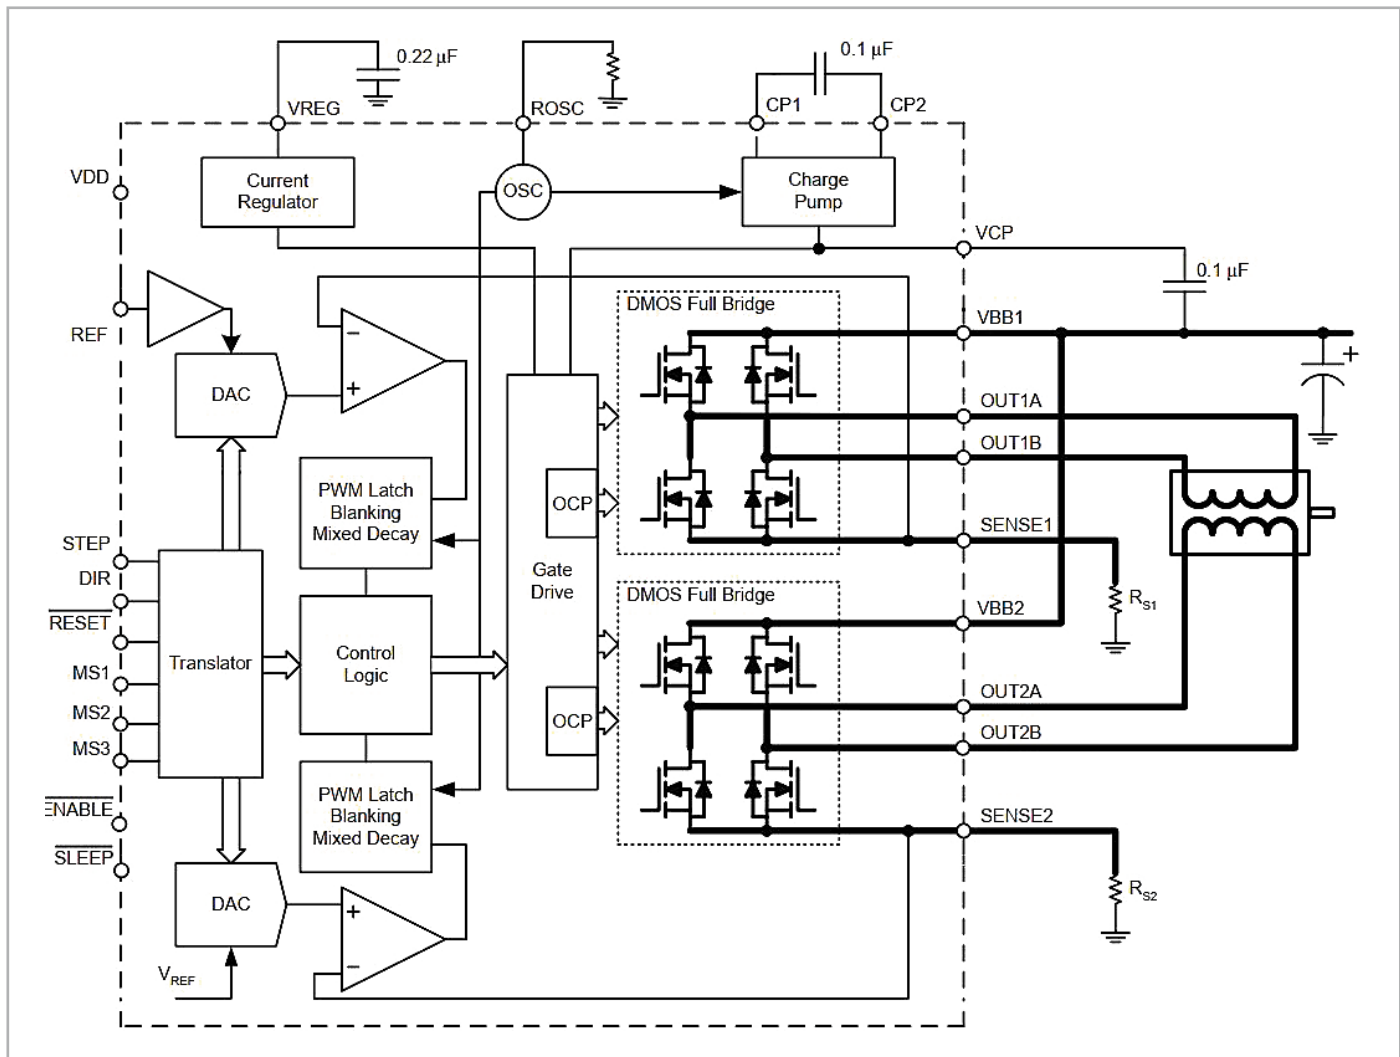 0.22 µF
0.1 µF
VREG
ROSC
CP1
CP2
VDD
Current
Regulator
OSC
Charge
Pump
VCP
0.1 µF
REF
DMOS Full Bridge
VBB1
−
+
DAC
+
OUT1A
OUT1B
PWM Latch
Blanking
Mixed Decay
OCP
SENSE1
STEP
DIR
RESET
MS1
MS2
MS3
Translator
Control
Logic
Gate
Drive
DMOS Full Bridge
VBB2
RS1
OCP
OUT2A
OUT2B
ENABLE
SLEEP
PWM Latch
Blanking
Mixed Decay
SENSE2
DAC
+
−
RS2
VREF